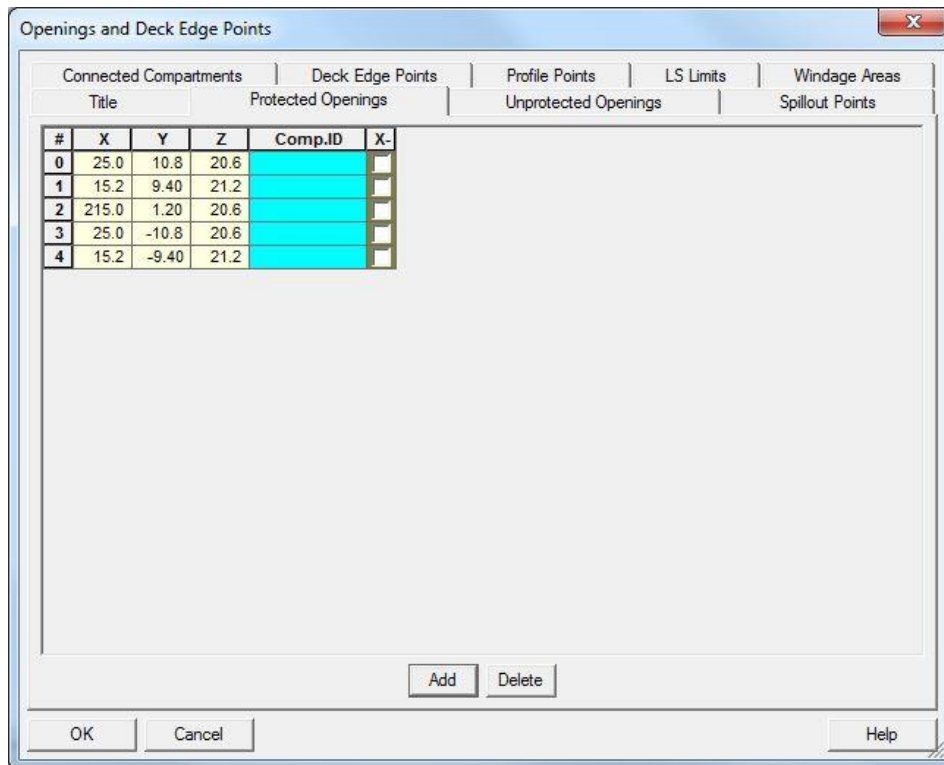 Openings and Deck Edge Points
X
Connected Compartments Deck Edge Points Profile Points LS Limits Windage Areas
Title Protected Openings Unprotected Openings Spillout Points
# X Y Z Comp.ID X-
0 25.0 10.8 20.6
1 15.2 9.40 21.2
2 215.0 1.20 20.6
3 25.0 -10.8 20.6
4 15.2 -9.40 21.2
Add Delete
OK Cancel Help